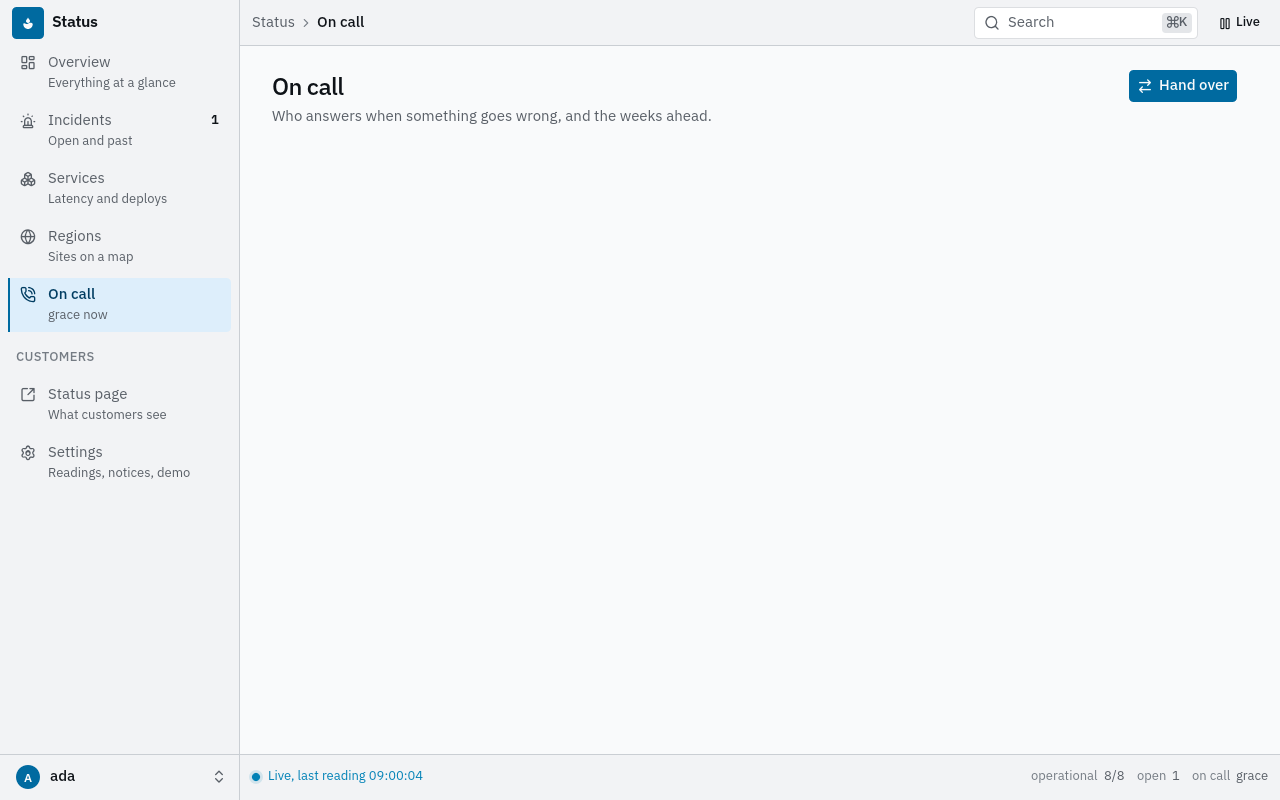 Status
Overview
Everything at a glance
Incidents 1
Open and past
Services
Latency and deploys
Regions
Sites on a map
On call
grace now
CUSTOMERS
Status page
What customers see
Settings
Readings, notices, demo
A ada
Status > On call
Search ⌘K
Live
On call
Who answers when something goes wrong, and the weeks ahead.
Hand over
Live, last reading 09:00:04
operational 8/8 open 1 on call grace